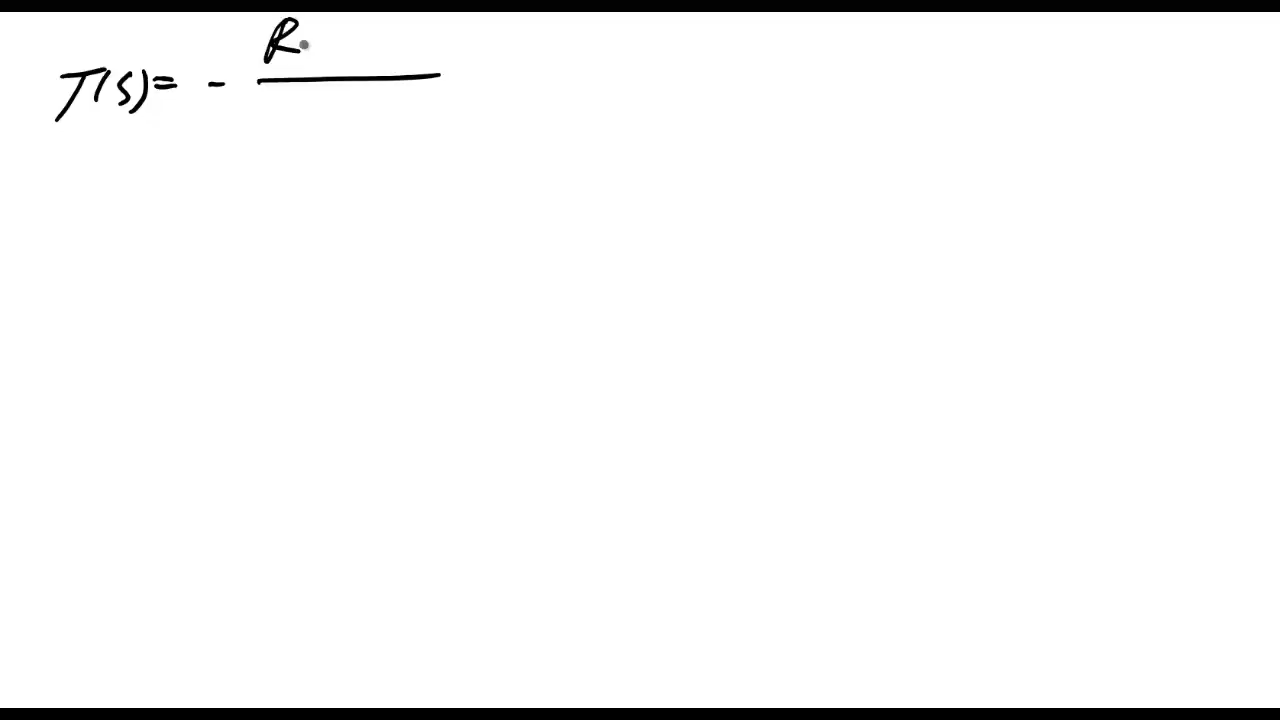 T(s) = - R